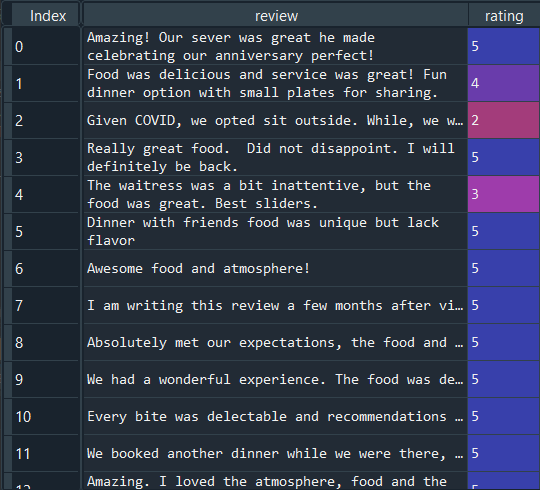 Index review rating
0 Amazing! Our sever was great he made 5
celebrating our anniversary perfect!
1 Food was delicious and service was great! Fun 4
dinner option with small plates for sharing.
2 Given COVID, we opted sit outside. While, we w… 2
3 Really great food.  Did not disappoint. I will 5
definitely be back.
4 The waitress was a bit inattentive, but the 3
food was great. Best sliders.
5 Dinner with friends food was unique but lack 5
flavor
6 Awesome food and atmosphere! 5
7 I am writing this review a few months after vi… 5
8 Absolutely met our expectations, the food and … 5
9 We had a wonderful experience. The food was de… 5
10 Every bite was delectable and recommendations … 5
11 We booked another dinner while we were there, … 5
12 Amazing. I loved the atmosphere, food and the 5